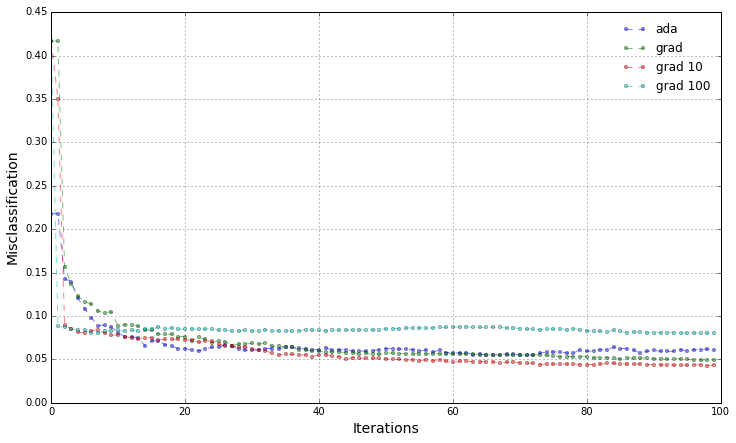 0.45
0.40
0.35
0.30
0.25
0.20
0.15
0.10
0.05
0.00
Misclassification
ada
grad
grad 10
grad 100
0 20 40 60 80 100
Iterations